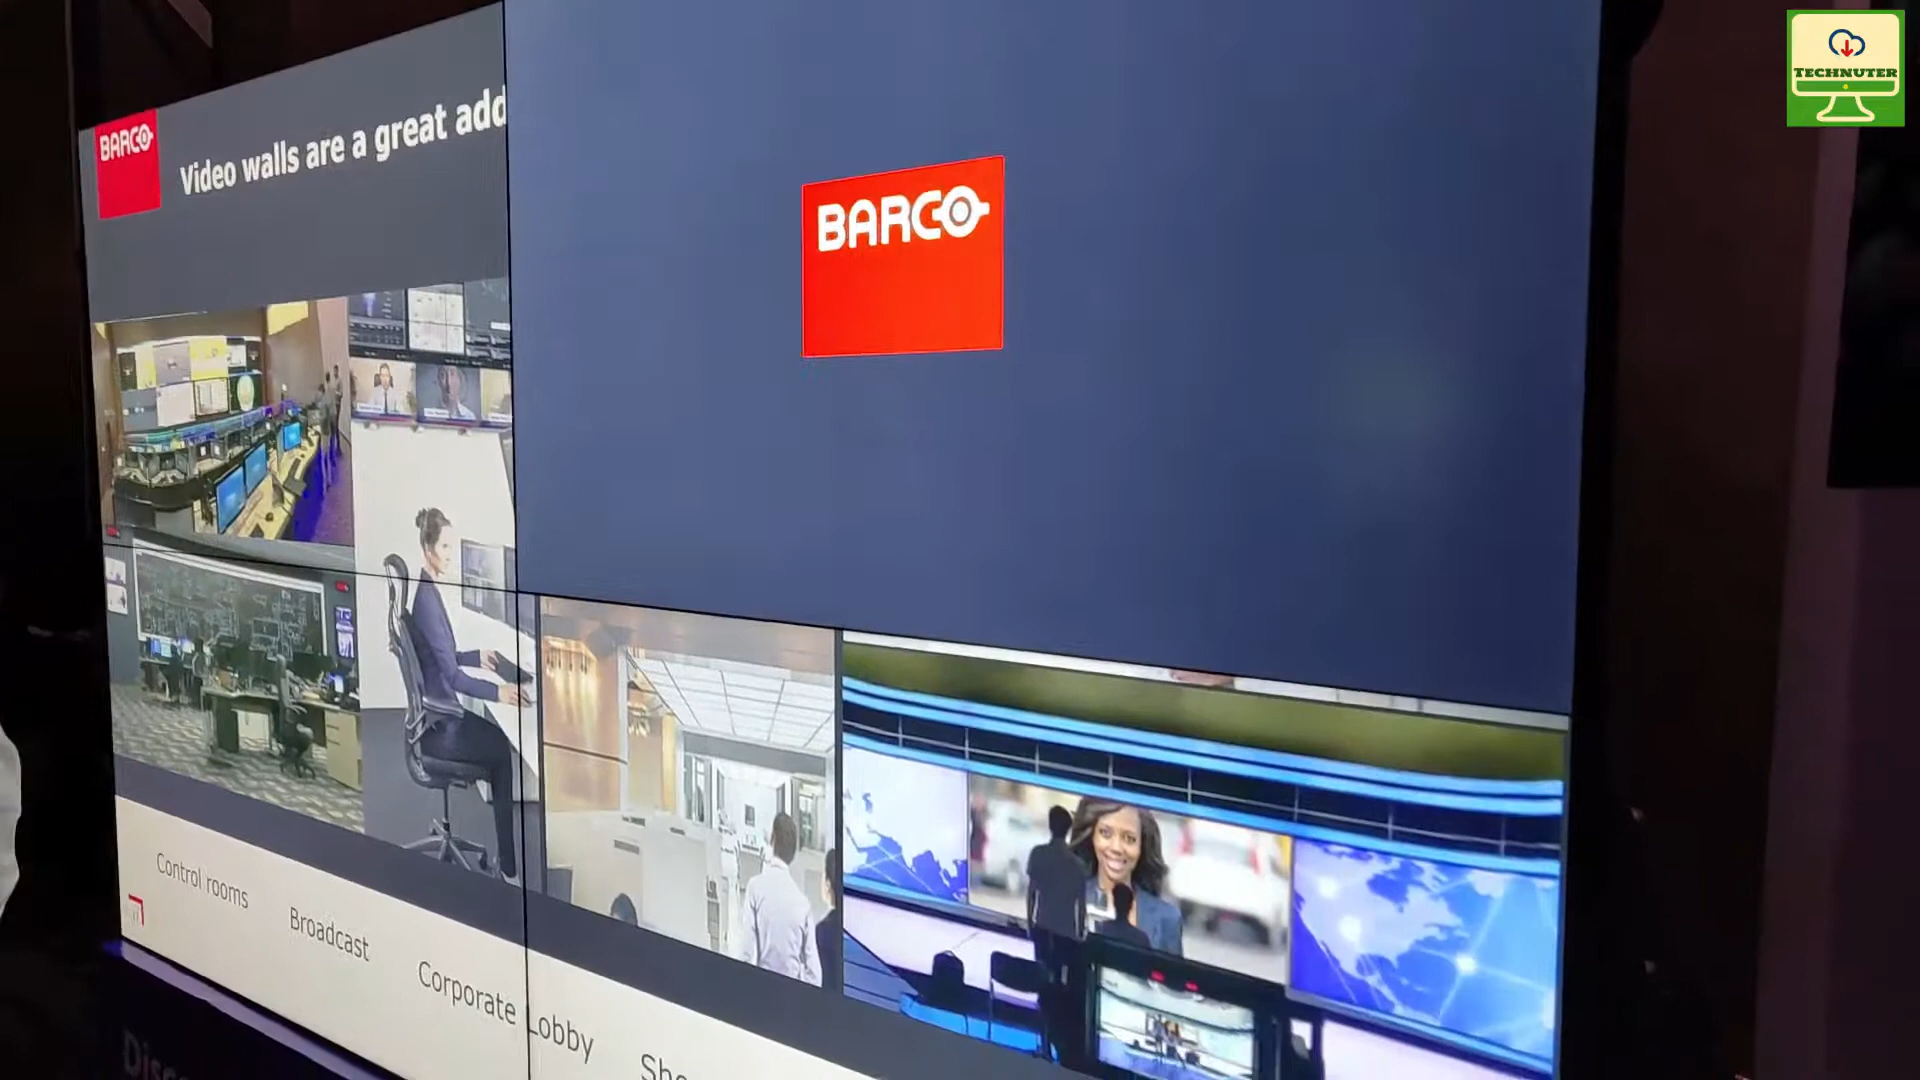 BARCO
Video walls are a great add
BARCO
TECHNUTER
Control rooms
Broadcast
Corporate Lobby